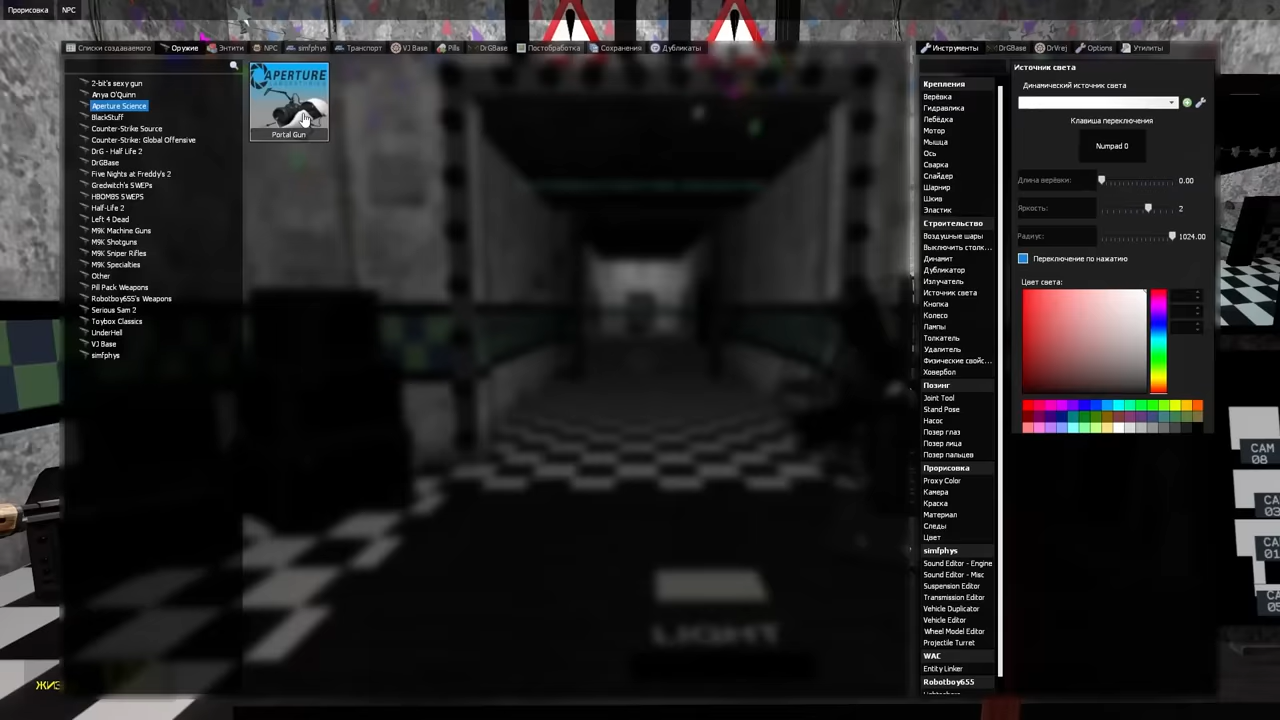 Прорисовка NPC
Списки создаваемого Оружие Энтити NPC simfphys Транспорт VJ Base Pills DrGBase Постобработка Сохранения Дубликаты
Инструменты DrGBase DrVrej Options Утилиты
2-bit's sexy gun
Anya O'Quinn
Aperture Science
BlackStuff
Counter-Strike Source
Counter-Strike: Global Offensive
DrG - Half Life 2
DrGBase
Five Nights at Freddy's 2
Gredwitch's SWEPs
HBOMBS SWEPS
Half-Life 2
Left 4 Dead
M9K Machine Guns
M9K Shotguns
M9K Sniper Rifles
M9K Specialties
Other
Pill Pack Weapons
Robotboy655's Weapons
Serious Sam 2
Toybox Classics
UnderHell
VJ Base
simfphys
APERTURE
LABORATORIES
Portal Gun
Крепления
Верёвка
Гидравлика
Лебёдка
Мотор
Мышца
Ось
Сварка
Слайдер
Шарнир
Шкив
Эластик
Строительство
Воздушные шары
Выключить столк...
Динамит
Дубликатор
Излучатель
Источник света
Кнопка
Колесо
Лампы
Толкатель
Удалитель
Физические свойс...
Ховербол
Позинг
Joint Tool
Stand Pose
Насос
Позер глаз
Позер лица
Позер пальцев
Прорисовка
Proxy Color
Камера
Краска
Материал
Следы
Цвет
simfphys
Sound Editor - Engine
Sound Editor - Misc
Suspension Editor
Transmission Editor
Vehicle Duplicator
Vehicle Editor
Wheel Model Editor
Projectile Turret
WAC
Entity Linker
Robotboy655
Источник света
Динамический источник света
Клавиша переключения
Numpad 0
Длина верёвки: 0.00
Яркость: 2
Радиус: 1024.00
Переключение по нажатию
Цвет света:
LIGHT
CAM
08
CAM